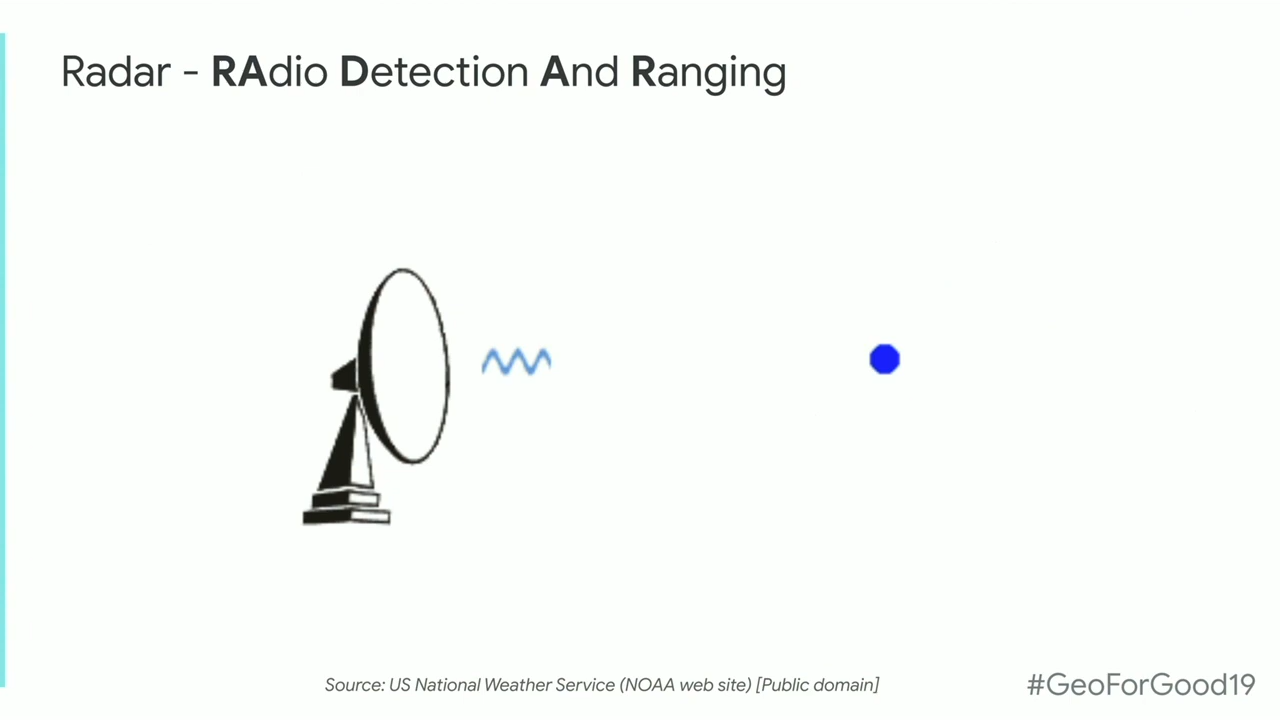 Radar - RAdio Detection And Ranging
Source: US National Weather Service (NOAA web site) [Public domain]
#GeoForGood19